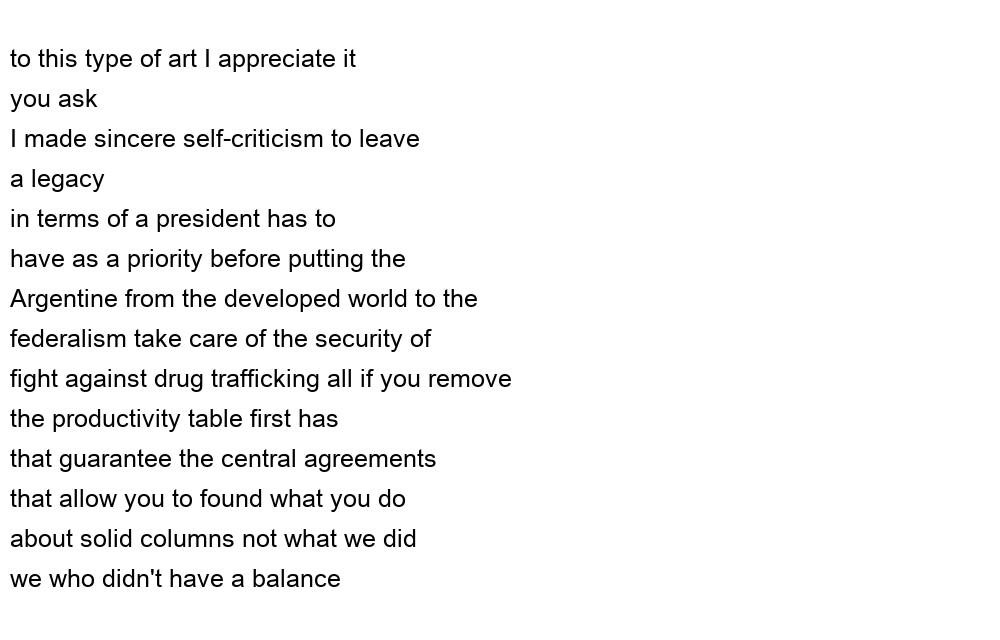 to this type of art I appreciate it
you ask
I made sincere self-criticism to leave
a legacy
in terms of a president has to
have as a priority before putting the
Argentine from the developed world to the
federalism take care of the security of
fight against drug trafficking all if you remove
the productivity table first has
that guarantee the central agreements
that allow you to found what you do
about solid columns not what we did
we who didn't have a balance